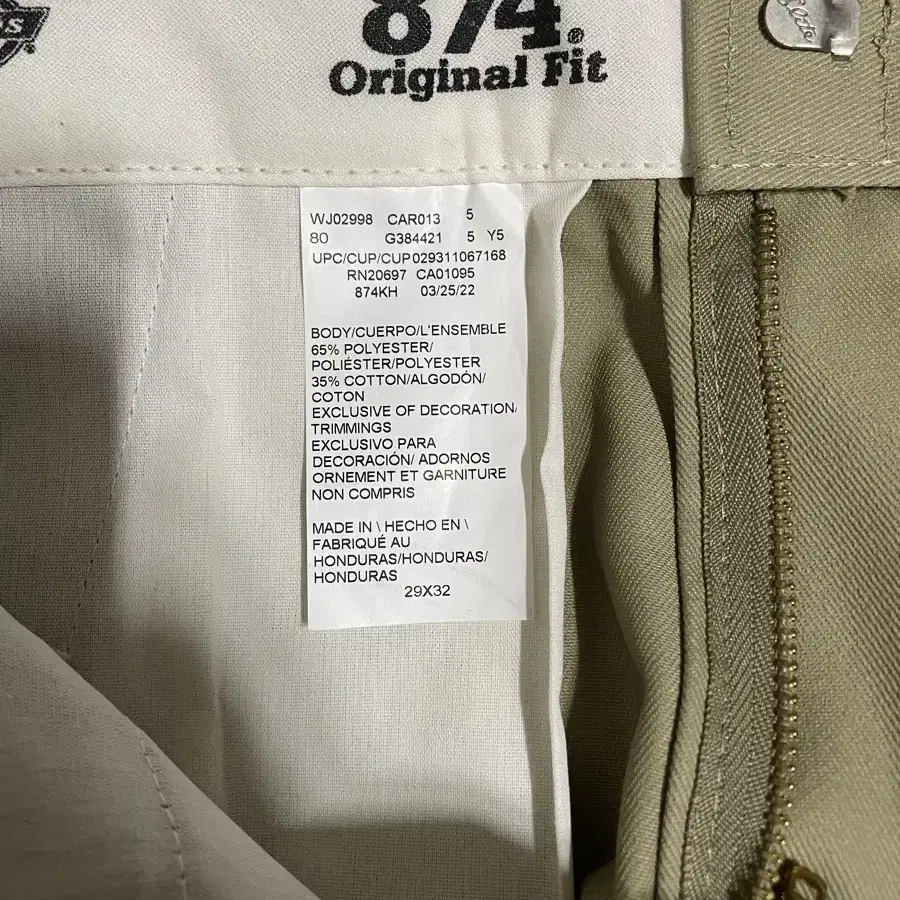 874®
Original Fit
WJ02998 CAR013 5
80 G384421 5 Y5
UPC/CUP/CUP029311067168
RN20697 CA01095
874KH 03/25/22
BODY/CUERPO/L'ENSEMBLE
65% POLYESTER/
POLIÉSTER/POLYESTER
35% COTTON/ALGODÓN/
COTON
EXCLUSIVE OF DECORATION/
TRIMMINGS
EXCLUSIVO PARA
DECORACIÓN/ ADORNOS
ORNEMENT ET GARNITURE
NON COMPRIS
MADE IN \ HECHO EN \
FABRIQUÉ AU
HONDURAS/HONDURAS/
HONDURAS
29X32